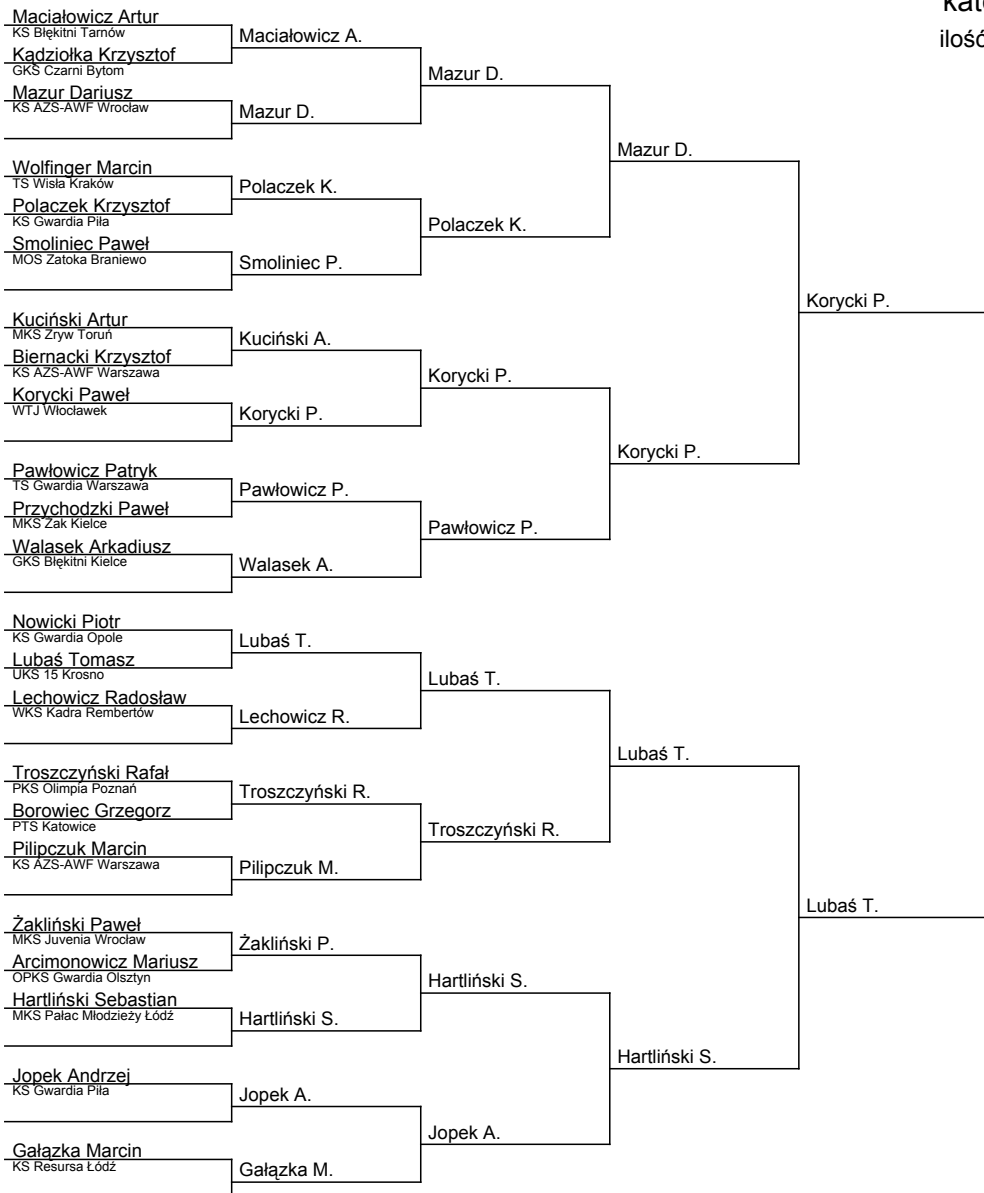 kate
ilość
Maciałowicz Artur
KS Błękitni Tarnów
Kądziołka Krzysztof
GKS Czarni Bytom
Mazur Dariusz
KS AZS-AWF Wrocław
Wolfinger Marcin
TS Wisła Kraków
Polaczek Krzysztof
KS Gwardia Piła
Smoliniec Paweł
MOS Zatoka Braniewo
Kuciński Artur
MKS Zryw Toruń
Biernacki Krzysztof
KS AZS-AWF Warszawa
Korycki Paweł
WTJ Włocławek
Pawłowicz Patryk
TS Gwardia Warszawa
Przychodzki Paweł
MKS Żak Kielce
Walasek Arkadiusz
GKS Błękitni Kielce
Nowicki Piotr
KS Gwardia Opole
Lubaś Tomasz
UKS 15 Krosno
Lechowicz Radosław
WKS Kadra Rembertów
Troszczyński Rafał
PKS Olimpia Poznań
Borowiec Grzegorz
PTS Katowice
Pilipczuk Marcin
KS AZS-AWF Warszawa
Żakliński Paweł
MKS Juvenia Wrocław
Arcimonowicz Mariusz
OPKS Gwardia Olsztyn
Hartliński Sebastian
MKS Pałac Młodzieży Łódź
Jopek Andrzej
KS Gwardia Piła
Gałązka Marcin
KS Resursa Łódź
Maciałowicz A.
Mazur D.
Polaczek K.
Smoliniec P.
Kuciński A.
Korycki P.
Pawłowicz P.
Walasek A.
Lubaś T.
Lechowicz R.
Troszczyński R.
Pilipczuk M.
Żakliński P.
Hartliński S.
Jopek A.
Gałązka M.
Mazur D.
Polaczek K.
Korycki P.
Pawłowicz P.
Lubaś T.
Troszczyński R.
Hartliński S.
Jopek A.
Mazur D.
Korycki P.
Lubaś T.
Hartliński S.
Korycki P.
Lubaś T.